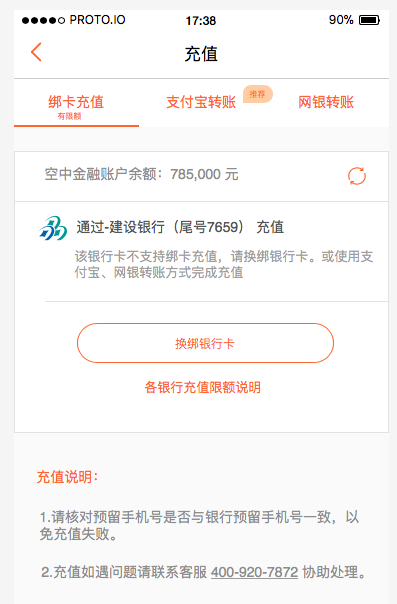 PROTO.IO 17:38 90%
充值
绑卡充值 支付宝转账 推荐 网银转账
有限额
空中金融账户余额：785,000 元
通过-建设银行（尾号7659） 充值
该银行卡不支持绑卡充值，请换绑银行卡。或使用支
付宝、网银转账方式完成充值
换绑银行卡
各银行充值限额说明
充值说明：
1.请核对预留手机号是否与银行预留手机号一致，以
免充值失败。
2.充值如遇问题请联系客服 400-920-7872 协助处理。